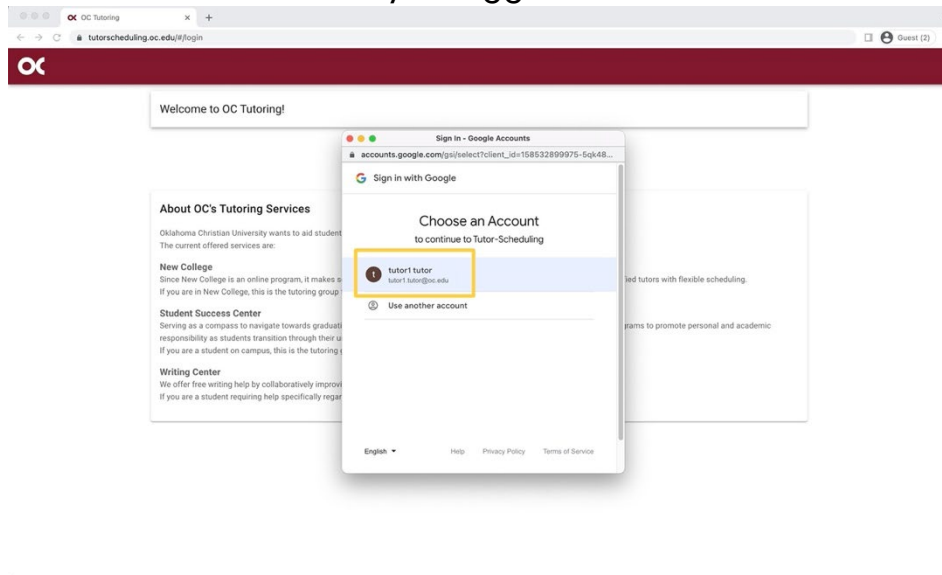 OC Tutoring
tutorscheduling.oc.edu/#/login
Guest (2)
OC
Welcome to OC Tutoring!
Sign In - Google Accounts
accounts.google.com/gsi/select?client_id=158532899975-5qk48...
Sign in with Google
Choose an Account
to continue to Tutor-Scheduling
tutor1 tutor
tutor1.tutor@oc.edu
Use another account
English
Help Privacy Policy Terms of Service
About OC's Tutoring Services
Oklahoma Christian University wants to aid student
The current offered services are:
New College
Since New College is an online program, it makes s
ied tutors with flexible scheduling.
If you are in New College, this is the tutoring group
Student Success Center
Serving as a compass to navigate towards graduati
grams to promote personal and academic
responsibility as students transition through their u
If you are a student on campus, this is the tutoring g
Writing Center
We offer free writing help by collaboratively improvi
If you are a student requiring help specifically regar